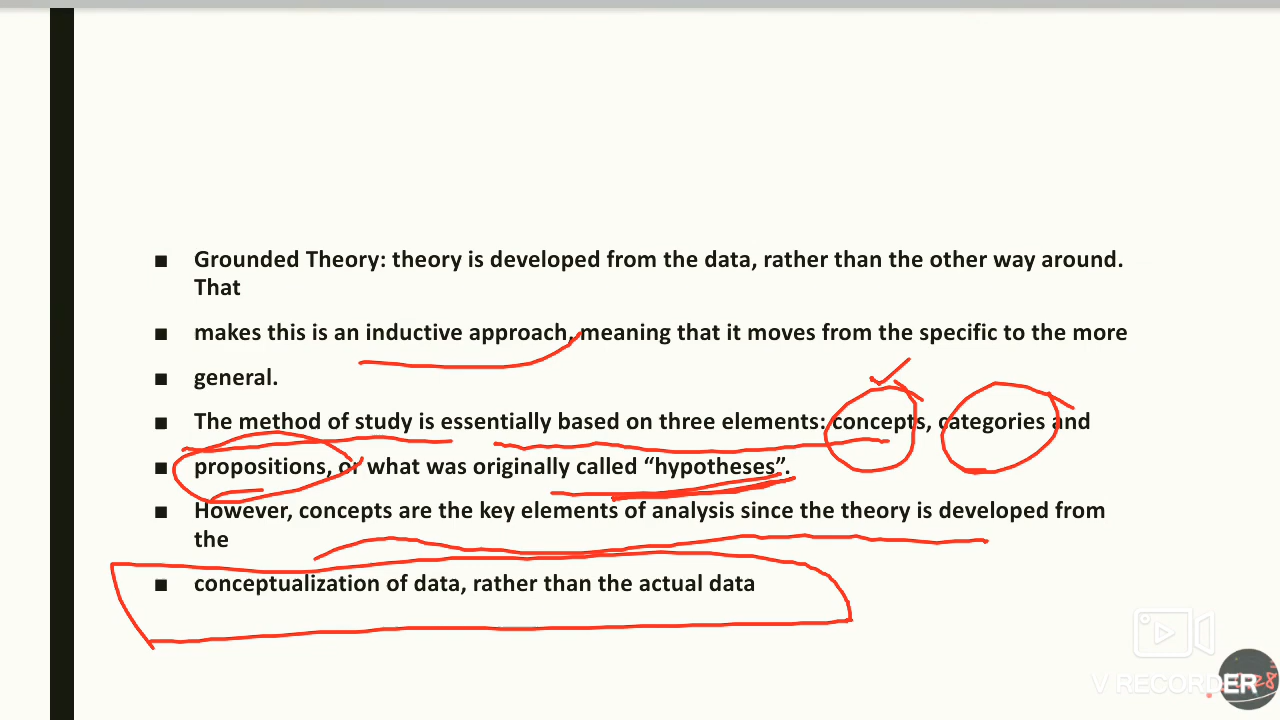 ■ Grounded Theory: theory is developed from the data, rather than the other way around.
That
■ makes this is an inductive approach, meaning that it moves from the specific to the more
■ general.
■ The method of study is essentially based on three elements: concepts, categories and
■ propositions, or what was originally called “hypotheses”.
■ However, concepts are the key elements of analysis since the theory is developed from
the
■ conceptualization of data, rather than the actual data
V RECORDER